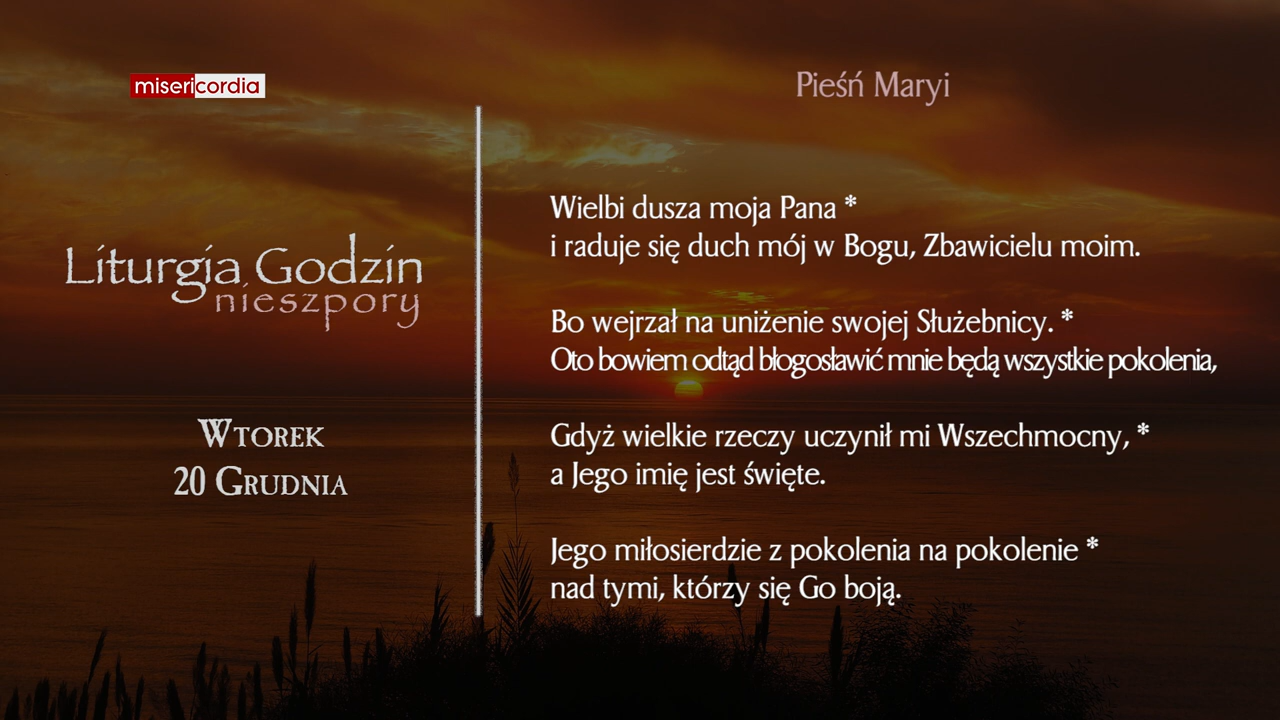 misericordia
Pieśń Maryi
Liturgia Godzin
nieszpory
Wtorek
20 Grudnia
Wielbi dusza moja Pana *
i raduje się duch mój w Bogu, Zbawicielu moim.
Bo wejrzał na uniżenie swojej Służebnicy. *
Oto bowiem odtąd błogosławić mnie będą wszystkie pokolenia,
Gdyż wielkie rzeczy uczynił mi Wszechmocny, *
a Jego imię jest święte.
Jego miłosierdzie z pokolenia na pokolenie *
nad tymi, którzy się Go boją.